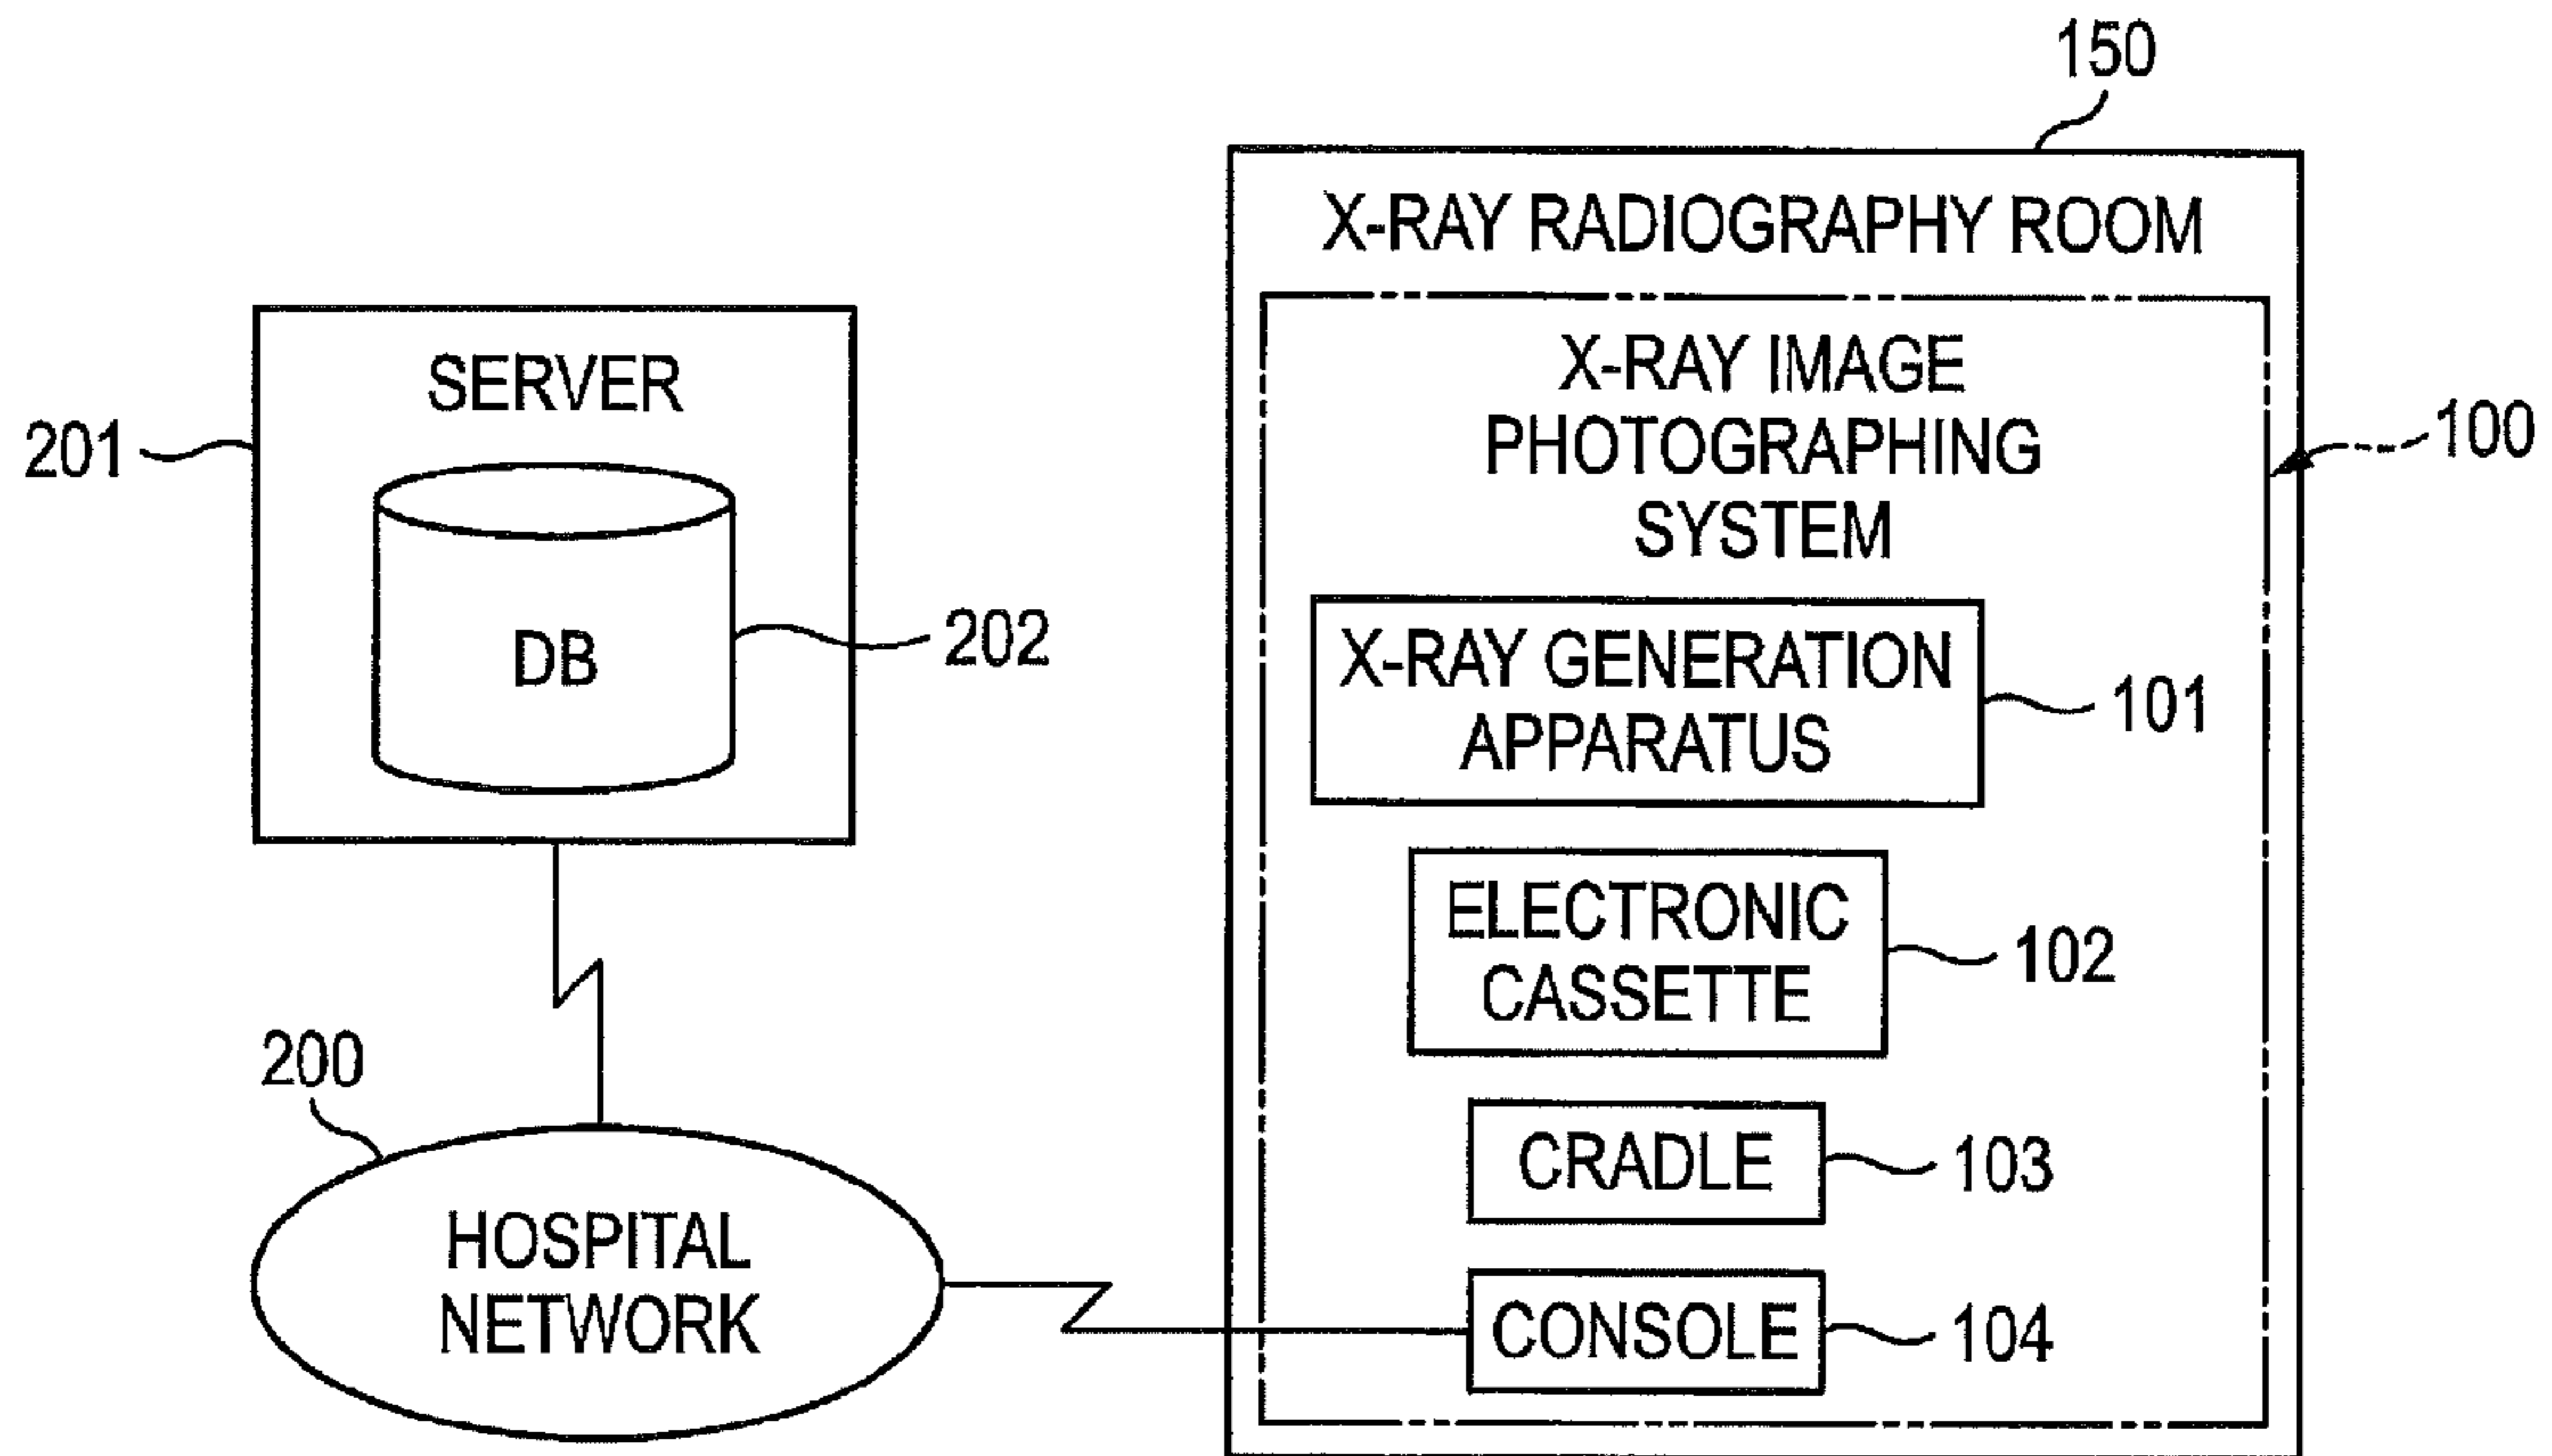 150
X-RAY RADIOGRAPHY ROOM
X-RAY IMAGE
PHOTOGRAPHING
SYSTEM
100
X-RAY GENERATION
APPARATUS
101
ELECTRONIC
CASSETTE
102
CRADLE
103
CONSOLE
104
SERVER
201
DB
202
200
HOSPITAL
NETWORK